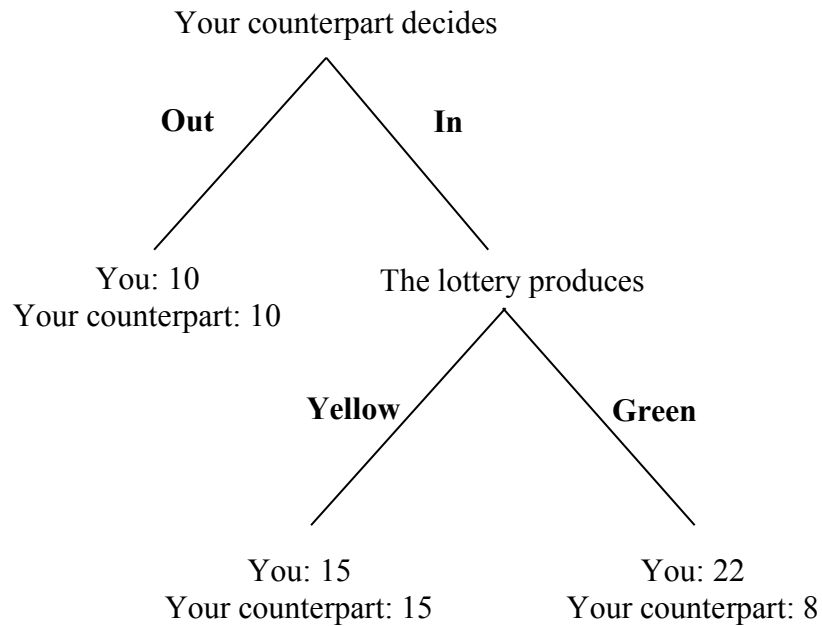 Your counterpart decides
Out
In
You: 10
Your counterpart: 10
The lottery produces
Yellow
Green
You: 15
Your counterpart: 15
You: 22
Your counterpart: 8